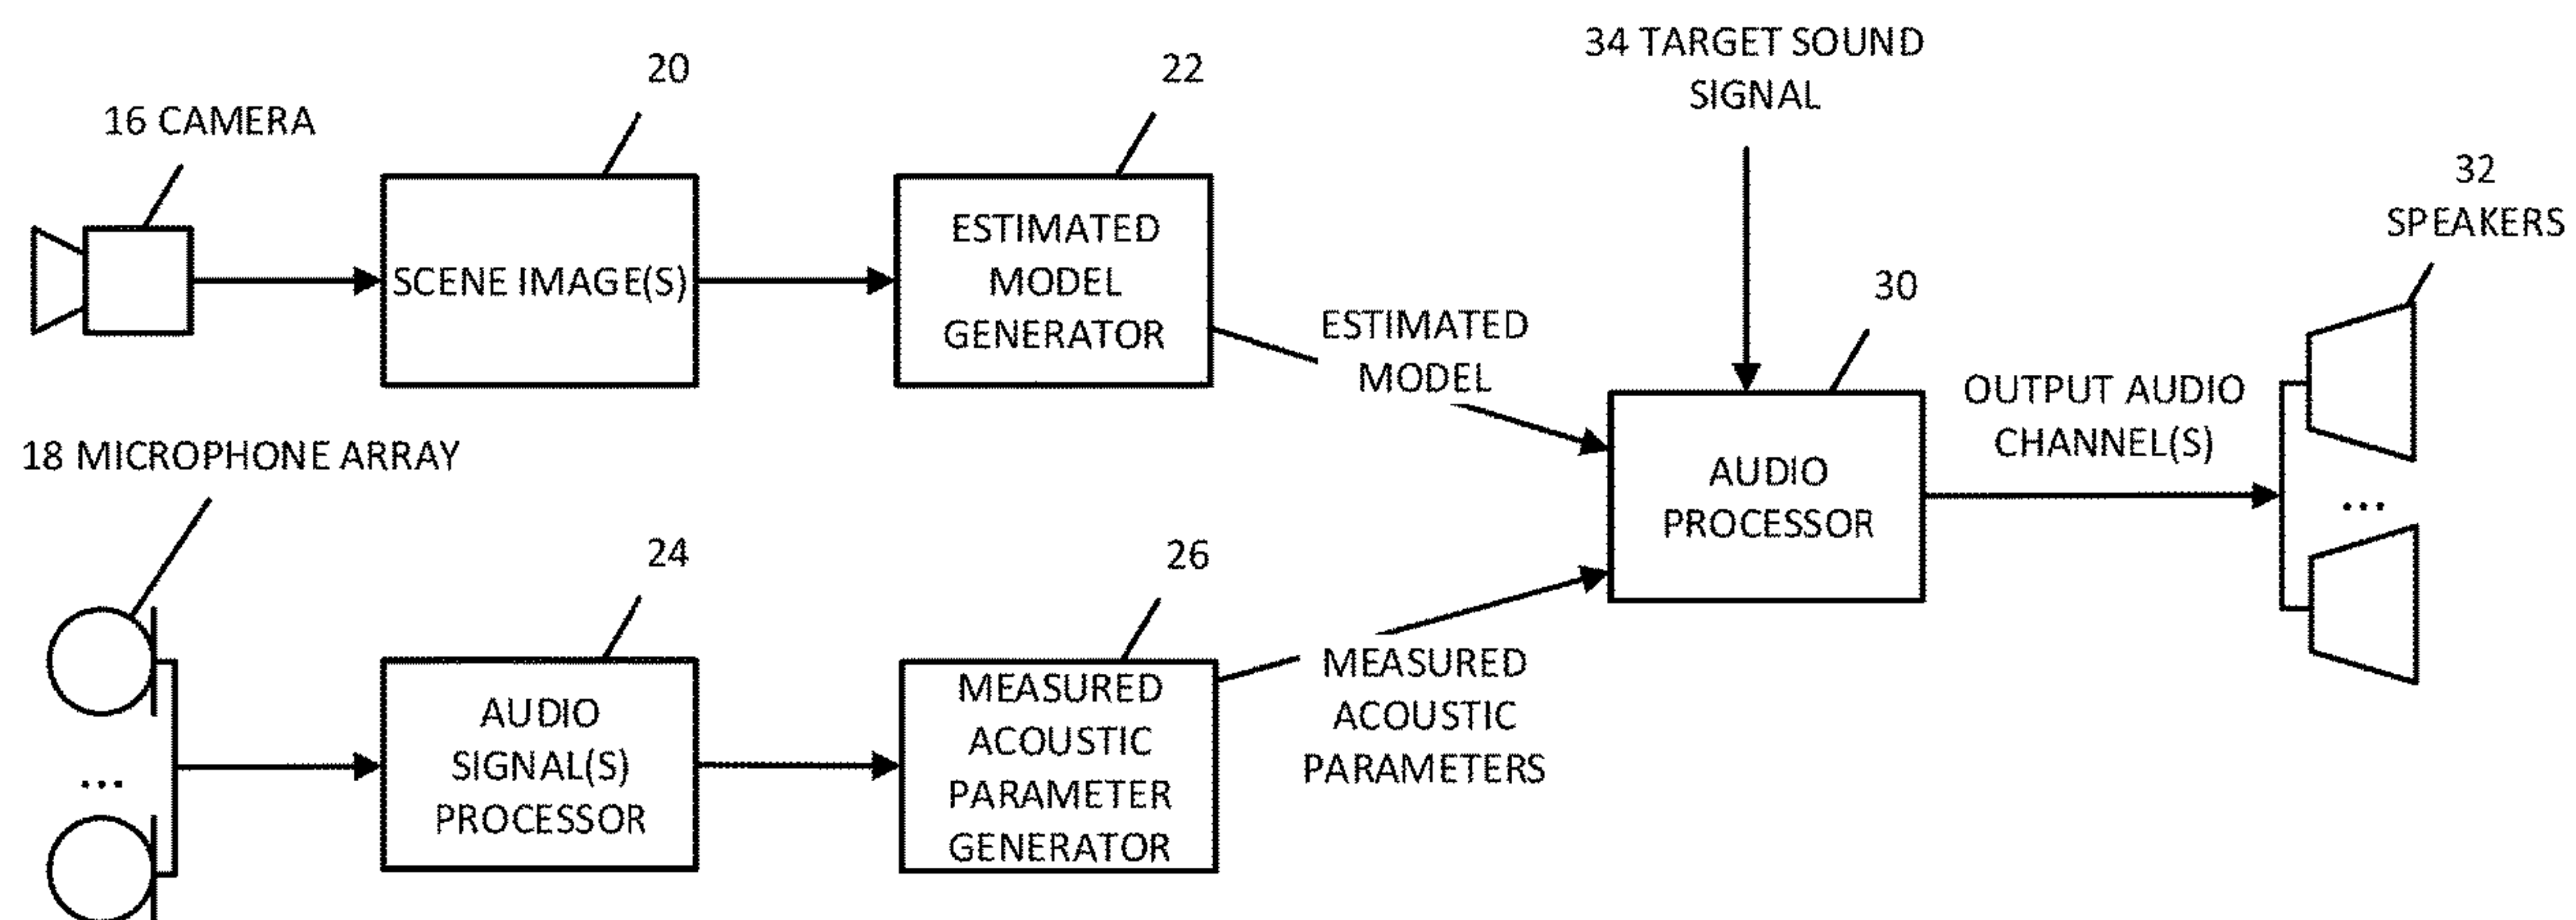 34 TARGET SOUND
SIGNAL
20
22
16 CAMERA
32
SPEAKERS
ESTIMATED
MODEL
GENERATOR
SCENE IMAGE(S)
30
ESTIMATED
MODEL
OUTPUT AUDIO
CHANNEL(S)
18 MICROPHONE ARRAY
AUDIO
PROCESSOR
...
24
26
MEASURED
ACOUSTIC
PARAMETERS
...
AUDIO
SIGNAL(S)
PROCESSOR
MEASURED
ACOUSTIC
PARAMETER
GENERATOR